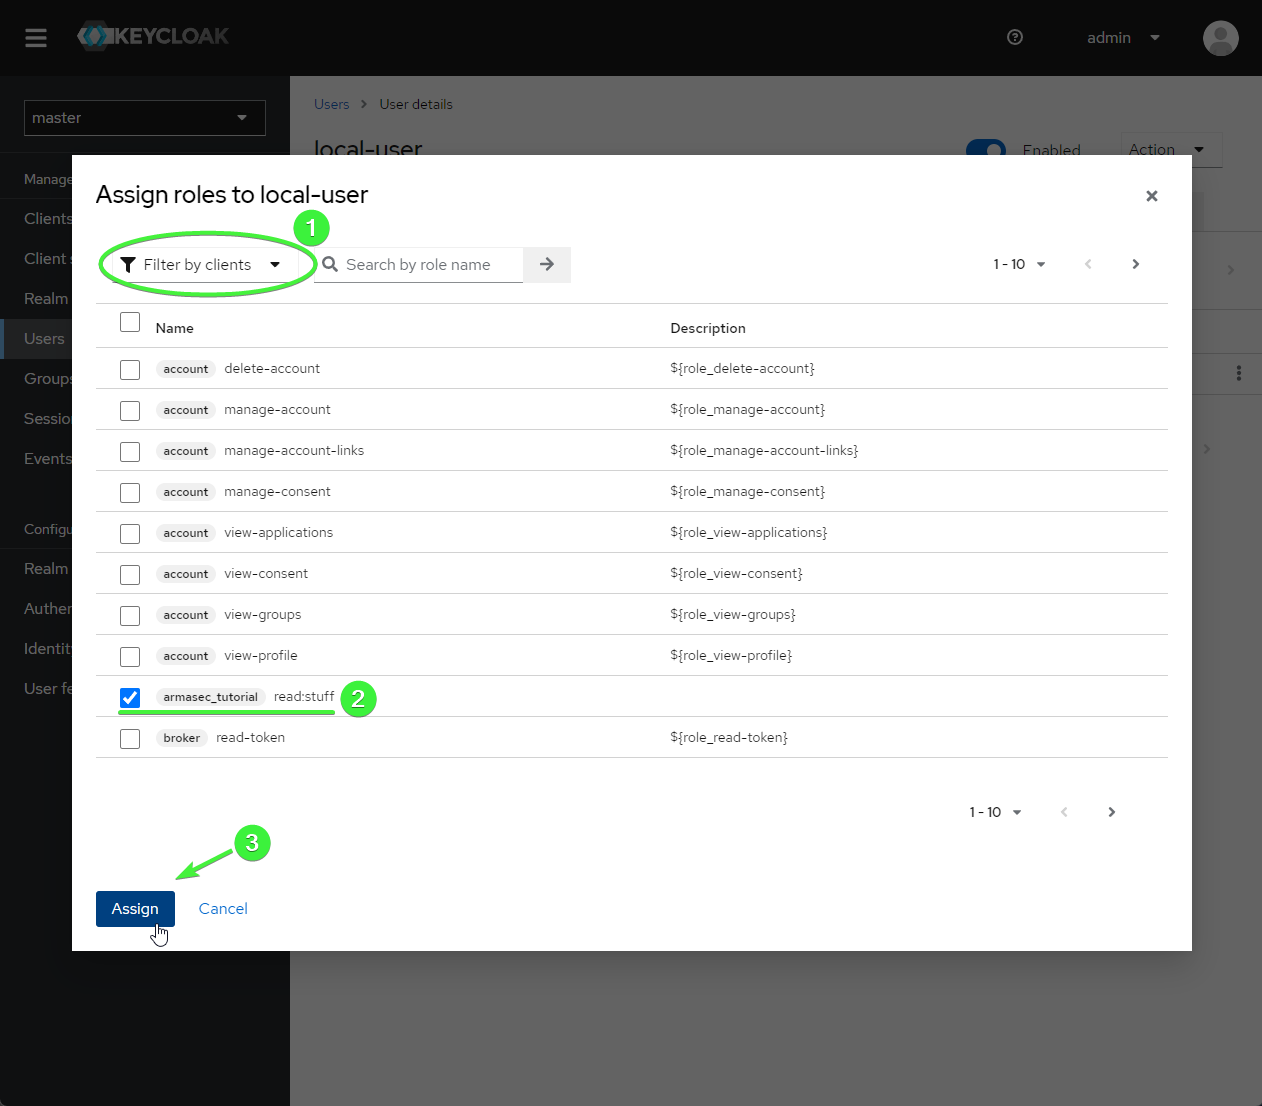 KEYCLOAK
admin
master
Users
User details
local-user
Enabled
Action
Manage
Clients
Client s
Realm
Users
Groups
Sessio
Events
Configu
Realm
Authen
Identity
User fe
Assign roles to local-user
1
Filter by clients
Search by role name
1 - 10
Name Description
account delete-account ${role_delete-account}
account manage-account ${role_manage-account}
account manage-account-links ${role_manage-account-links}
account manage-consent ${role_manage-consent}
account view-applications ${role_view-applications}
account view-consent ${role_view-consent}
account view-groups ${role_view-groups}
account view-profile ${role_view-profile}
armasec_tutorial read:stuff 2
broker read-token ${role_read-token}
1 - 10
3
Assign Cancel